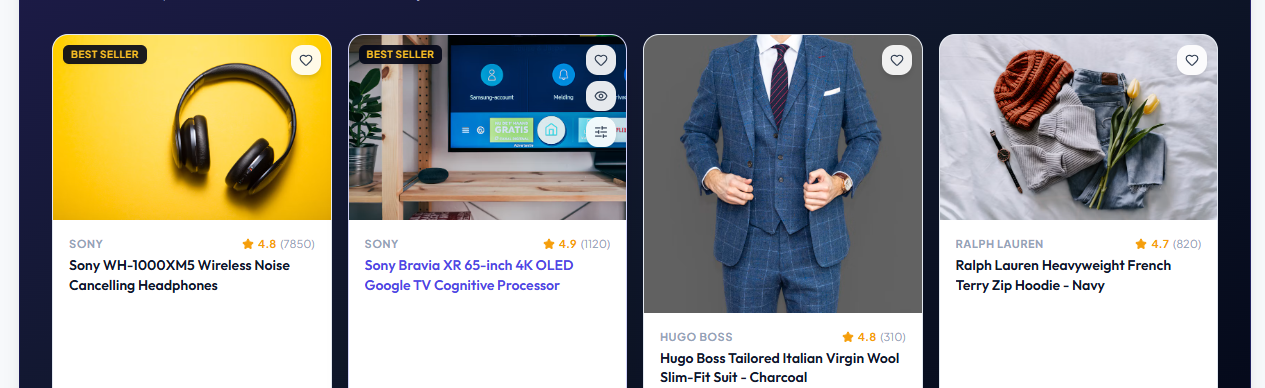 BEST SELLER
SONY
4.8 (7850)
Sony WH-1000XM5 Wireless Noise
Cancelling Headphones
BEST SELLER
Samsung-account
Melding
GRATIS
SONY
4.9 (1120)
Sony Bravia XR 65-inch 4K OLED
Google TV Cognitive Processor
HUGO BOSS
4.8 (310)
Hugo Boss Tailored Italian Virgin Wool
Slim-Fit Suit - Charcoal
RALPH LAUREN
4.7 (820)
Ralph Lauren Heavyweight French
Terry Zip Hoodie - Navy